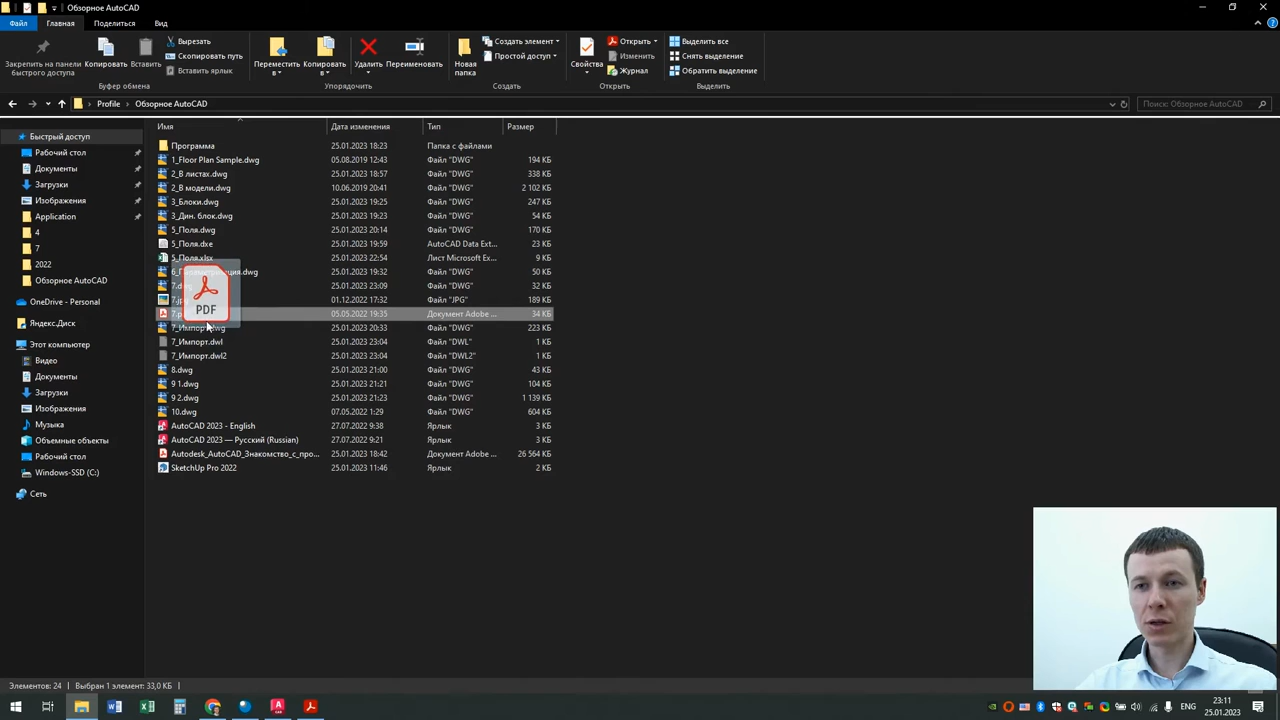 Обзорное AutoCAD
Файл Главная Поделиться Вид
Закрепить на панели
быстрого доступа
Копировать
Вставить
Вырезать
Скопировать путь
Вставить ярлык
Буфер обмена
Переместить
в
Копировать
в
Удалить
Переименовать
Упорядочить
Новая
папка
Создать элемент
Простой доступ
Создать
Свойства
Открыть
Изменить
Журнал
Открыть
Выделить все
Снять выделение
Обратить выделение
Выделить
Profile Обзорное AutoCAD
Поиск: Обзорное AutoCAD
Быстрый доступ
Рабочий стол
Документы
Загрузки
Изображения
Application
4
7
2022
Обзорное AutoCAD
OneDrive - Personal
Яндекс.Диск
Этот компьютер
Видео
Документы
Загрузки
Изображения
Музыка
Объемные объекты
Рабочий стол
Windows-SSD (C:)
Сеть
Имя Дата изменения Тип Размер
Программа 25.01.2023 18:23 Папка с файлами
1_Floor Plan Sample.dwg 05.08.2019 12:43 Файл "DWG" 194 КБ
2_В листах.dwg 25.01.2023 18:57 Файл "DWG" 338 КБ
2_В модели.dwg 10.06.2019 20:41 Файл "DWG" 2 102 КБ
3_Блоки.dwg 25.01.2023 19:25 Файл "DWG" 247 КБ
3_Дин. блок.dwg 25.01.2023 19:23 Файл "DWG" 54 КБ
5_Поля.dwg 25.01.2023 20:14 Файл "DWG" 170 КБ
5_Поля.dxe 25.01.2023 19:59 AutoCAD Data Ext... 23 КБ
5_Поля.xlsx 25.01.2023 22:54 Лист Microsoft Ex... 9 КБ
25.01.2023 19:32 Файл "DWG" 50 КБ
25.01.2023 23:09 Файл "DWG" 32 КБ
01.12.2022 17:32 Файл "JPG" 189 КБ
05.05.2022 19:35 Документ Adobe ... 34 КБ
7_Импорт.dwg 25.01.2023 20:33 Файл "DWG" 223 КБ
7_Импорт.dwl 25.01.2023 23:04 Файл "DWL" 1 КБ
7_Импорт.dwl2 25.01.2023 23:04 Файл "DWL2" 1 КБ
8.dwg 25.01.2023 21:00 Файл "DWG" 43 КБ
9 1.dwg 25.01.2023 21:21 Файл "DWG" 104 КБ
9 2.dwg 25.01.2023 21:23 Файл "DWG" 1 139 КБ
10.dwg 07.05.2022 1:29 Файл "DWG" 604 КБ
AutoCAD 2023 - English 27.07.2022 9:38 Ярлык 3 КБ
AutoCAD 2023 — Русский (Russian) 27.07.2022 9:21 Ярлык 3 КБ
Autodesk_AutoCAD_Знакомство_с_про... 25.01.2023 18:42 Документ Adobe ... 26 564 КБ
SketchUp Pro 2022 25.01.2023 11:46 Ярлык 2 КБ
PDF
Элементов: 24 Выбран 1 элемент: 33,0 КБ
ENG
23:11
25.01.2023